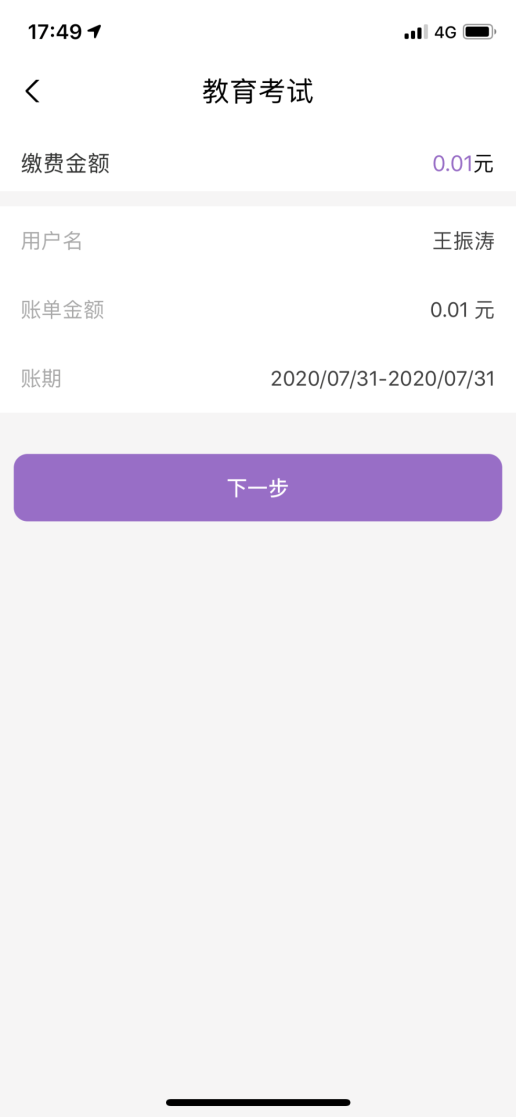 17:49 4G
教育考试
缴费金额 0.01元
用户名 王振涛
账单金额 0.01 元
账期 2020/07/31-2020/07/31
下一步